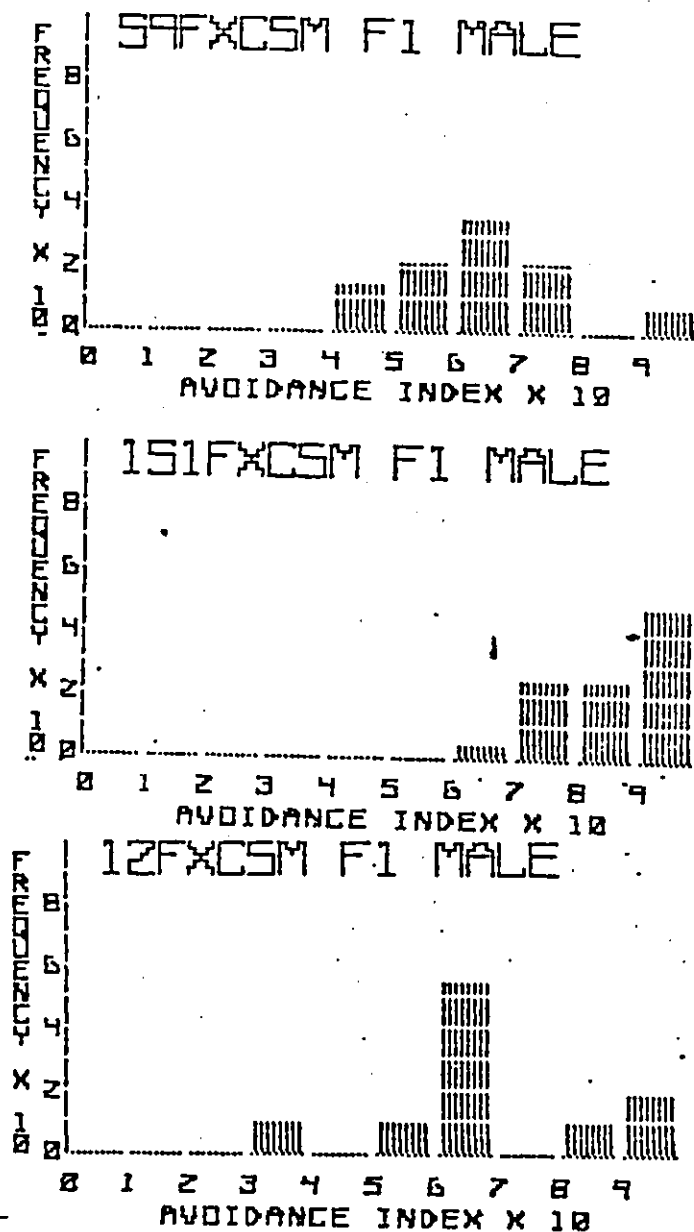 59FXCSM F1 MALE
FREQUENCY X 10
8
6
4
2
0
0 1 2 3 4 5 6 7 8 9
AVOIDANCE INDEX X 10
151FXCSM F1 MALE
FREQUENCY X 10
8
6
4
2
0
0 1 2 3 4 5 6 7 8 9
AVOIDANCE INDEX X 10
12FXCSM F1 MALE
FREQUENCY X 10
8
6
4
2
0
0 1 2 3 4 5 6 7 8 9
AVOIDANCE INDEX X 10